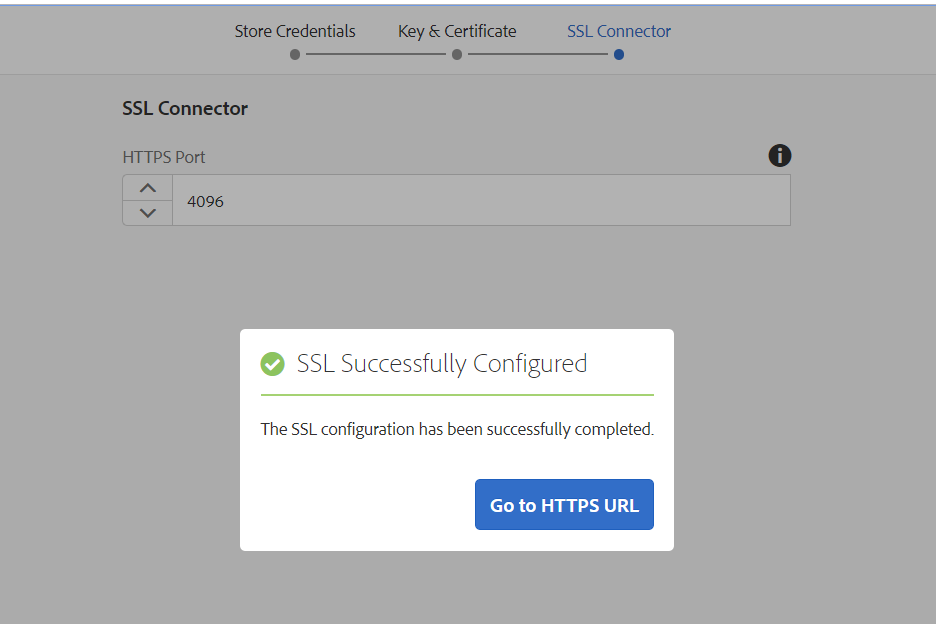 Store Credentials Key & Certificate SSL Connector
SSL Connector
HTTPS Port
4096
SSL Successfully Configured
The SSL configuration has been successfully completed.
Go to HTTPS URL